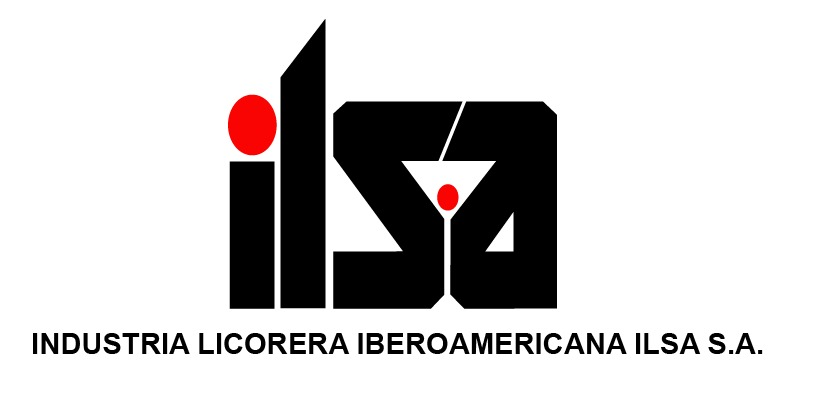 ilsa
INDUSTRIA LICORERA IBEROAMERICANA ILSA S.A.